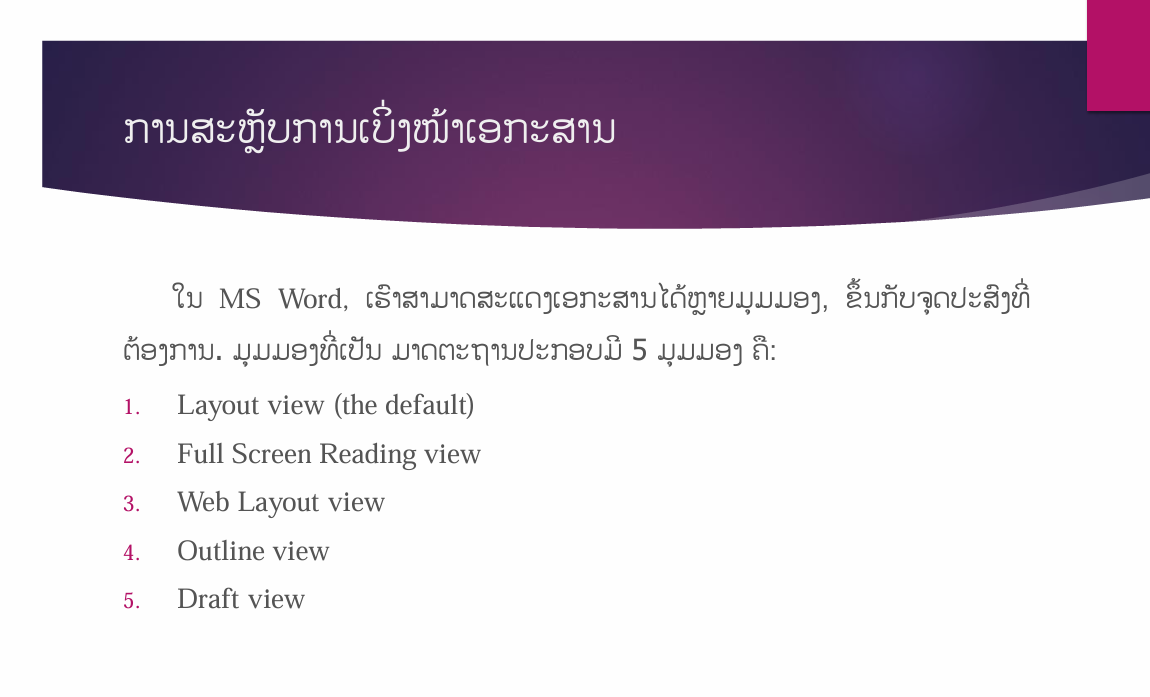 ການສະຫຼັບການເບິ່ງໜ້າເອກະສານ
ໃນ MS Word, ເຮົາສາມາດສະແດງເອກະສານໄດ້ຫຼາຍມຸມມອງ, ຂຶ້ນກັບຈຸດປະສົງທີ່
ຕ້ອງການ. ມຸມມອງທີ່ເປັນ ມາດຕະຖານປະກອບມີ 5 ມຸມມອງ ຄື:
1. Layout view (the default)
2. Full Screen Reading view
3. Web Layout view
4. Outline view
5. Draft view